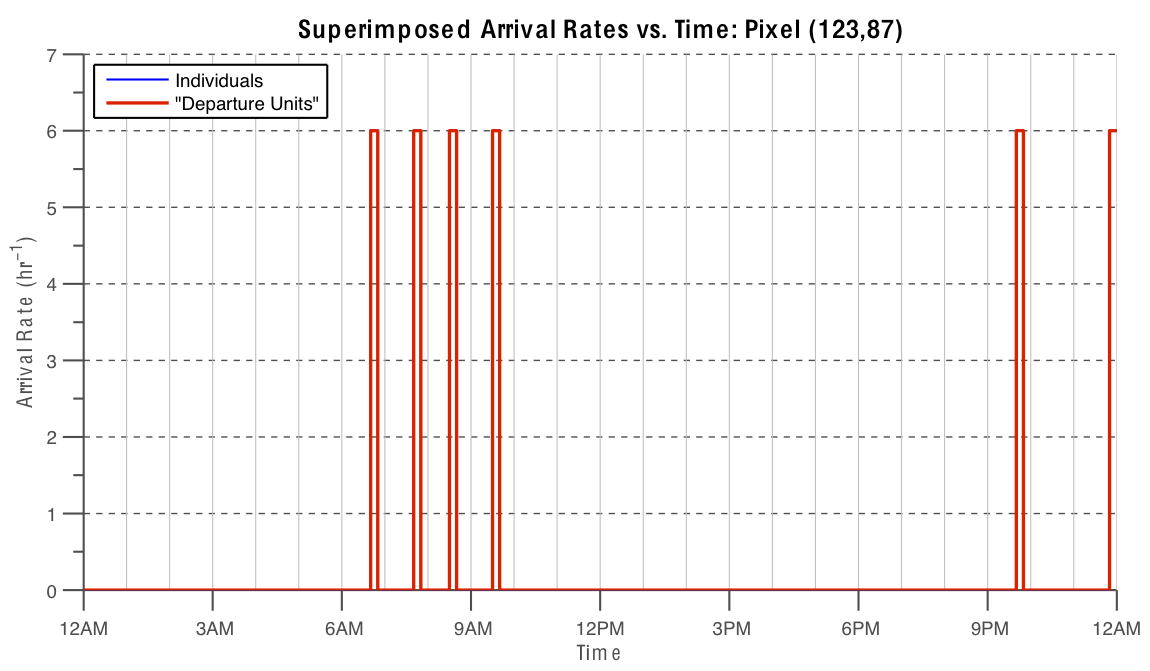 Superimposed Arrival Rates vs. Time: Pixel (123,87)
Individuals
"Departure Units"
7
6
5
4
3
2
1
0
Arrival Rate (hr⁻¹)
12AM 3AM 6AM 9AM 12PM 3PM 6PM 9PM 12AM
Time